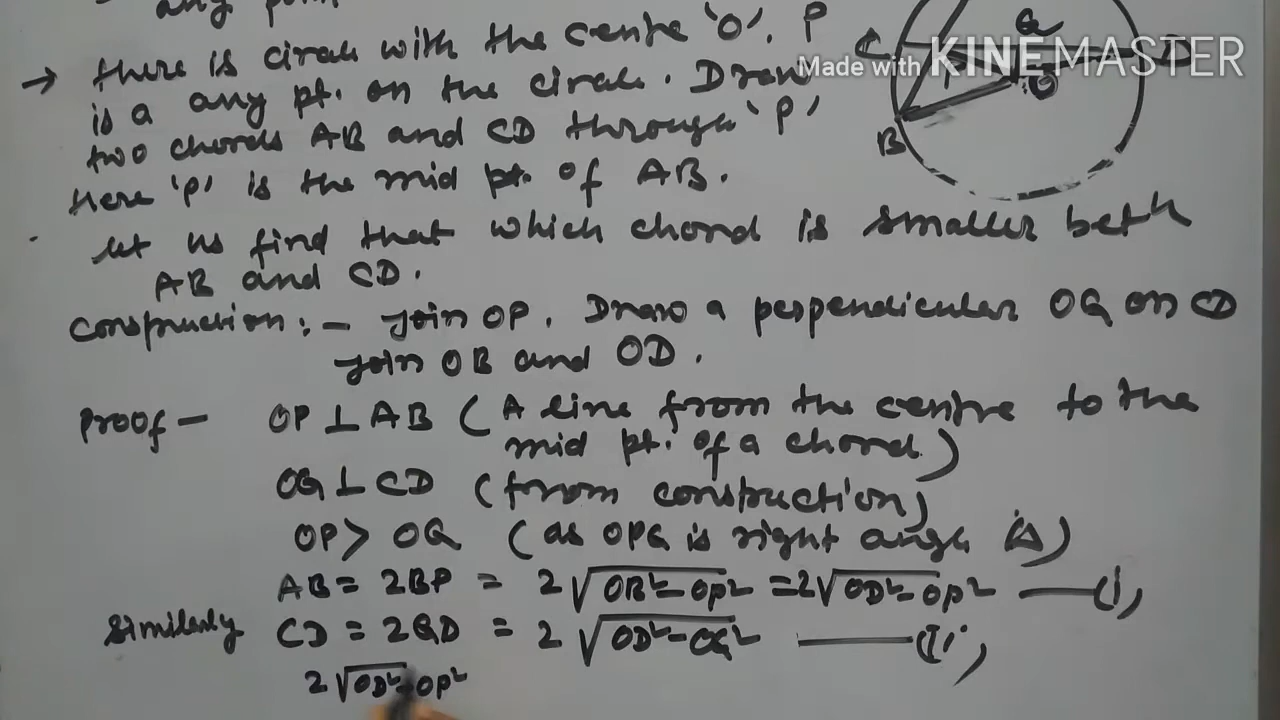 any point
→ there is circle with the centre 'O', P
is a any pt. on the circle. Draw
two chords AB and CD through 'P'
Here 'P' is the mid pt. of AB.
let us find that which chord is smaller betn
AB and CD.
construction:- Join OP. Draw a perpendicular OQ on CD
Join OB and OD.
Proof - OP ⊥ AB (A line from the centre to the
mid pt. of a chord)
OQ ⊥ CD (from construction)
OP > OQ (as OPQ is right angle Δ)
AB = 2BP = 2√OB²-OP² = 2√OD²-OP² —(I)
Similarly CD = 2QD = 2√OD²-OQ² —(II)
2√OD²-OP²
C
Q
D
P
O
B
Made with KINEMASTER